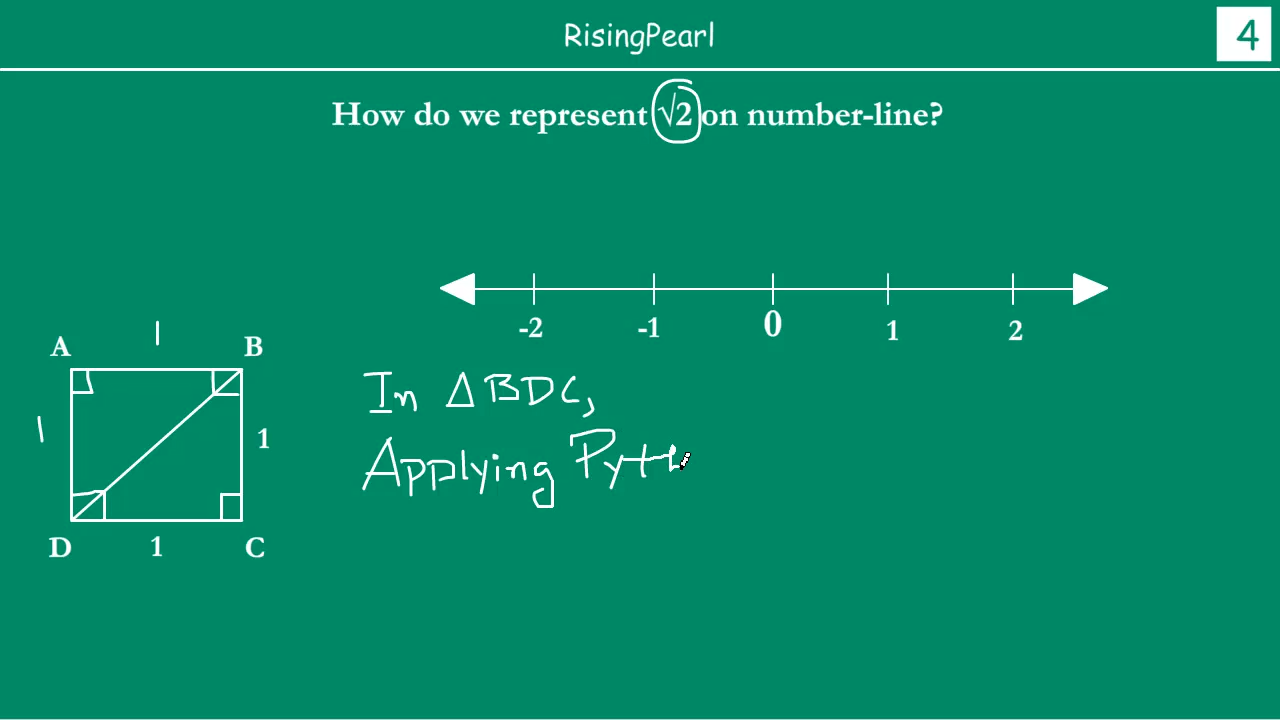 RisingPearl
4
How do we represent √2 on number-line?
-2 -1 0 1 2
1
A B
1 1
D 1 C
In △BDC,
Applying Pyth